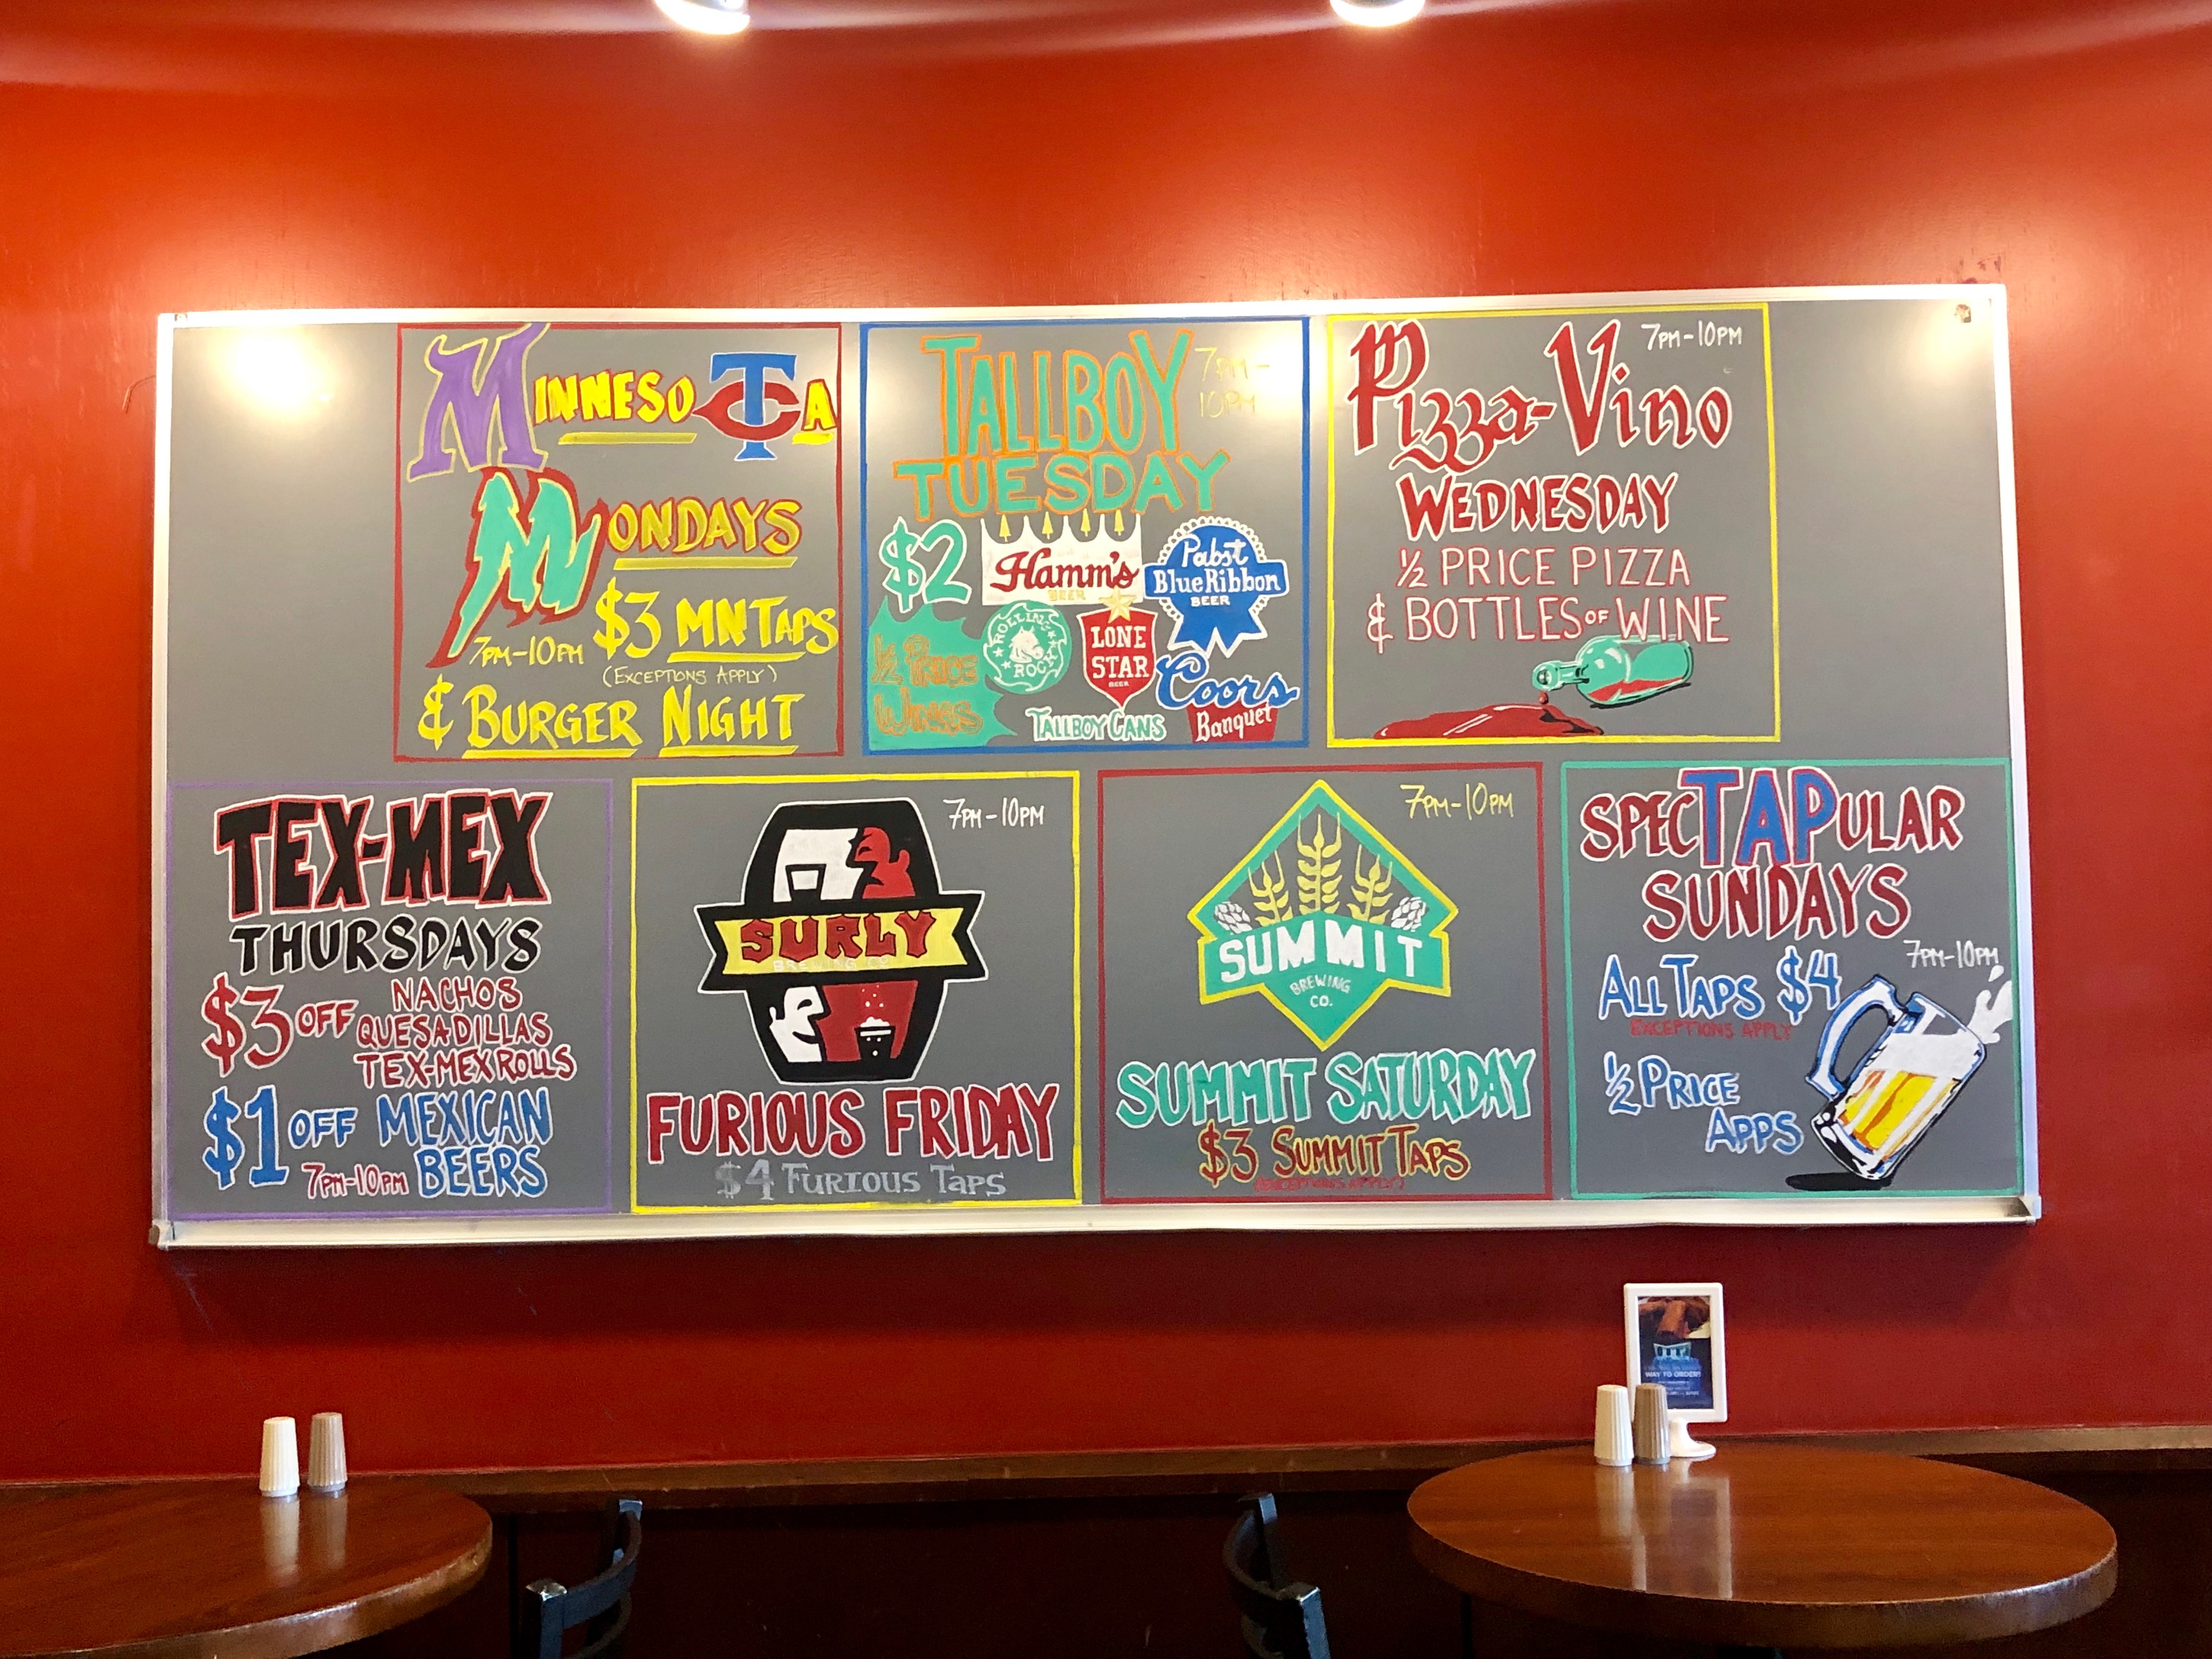 MINNESOTA
MONDAYS
7PM-10PM $3 MN TAPS
(EXCEPTIONS APPLY)
& BURGER NIGHT
TALLBOY
7PM-
10PM
TUESDAY
$2
Hamm's
BEER
Pabst
Blue Ribbon
BEER
ROLLING
ROCK
LONE
STAR
BEER
Coors
Banquet
½ PRICE
WINGS
TALLBOY CANS
7PM-10PM
Pizza-Vino
WEDNESDAY
½ PRICE PIZZA
& BOTTLES OF WINE
TEX-MEX
THURSDAYS
$3 OFF NACHOS
QUESADILLAS
TEX-MEX ROLLS
$1 OFF MEXICAN
BEERS
7PM-10PM
7PM-10PM
SURLY
BREWING CO.
FURIOUS FRIDAY
$4 FURIOUS TAPS
7PM-10PM
SUMMIT
BREWING
CO.
SUMMIT SATURDAY
$3 SUMMIT TAPS
(EXCEPTIONS APPLY)
SPECTAPULAR
SUNDAYS
7PM-10PM
ALL TAPS $4
EXCEPTIONS APPLY
½ PRICE
APPS
WAY TO ORDER!